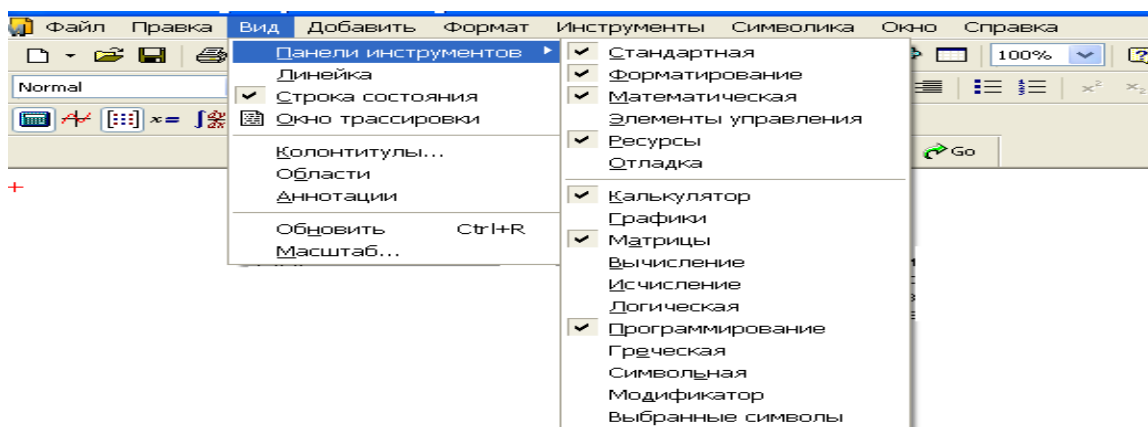 Файл Правка Вид Добавить Формат Инструменты Символика Окно Справка
100%
Normal
Go
Панели инструментов
Линейка
Строка состояния
Окно трассировки
Колонтитулы...
Области
Аннотации
Обновить Ctrl+R
Масштаб...
Стандартная
Форматирование
Математическая
Элементы управления
Ресурсы
Отладка
Калькулятор
Графики
Матрицы
Вычисление
Исчисление
Логическая
Программирование
Греческая
Символьная
Модификатор
Выбранные символы